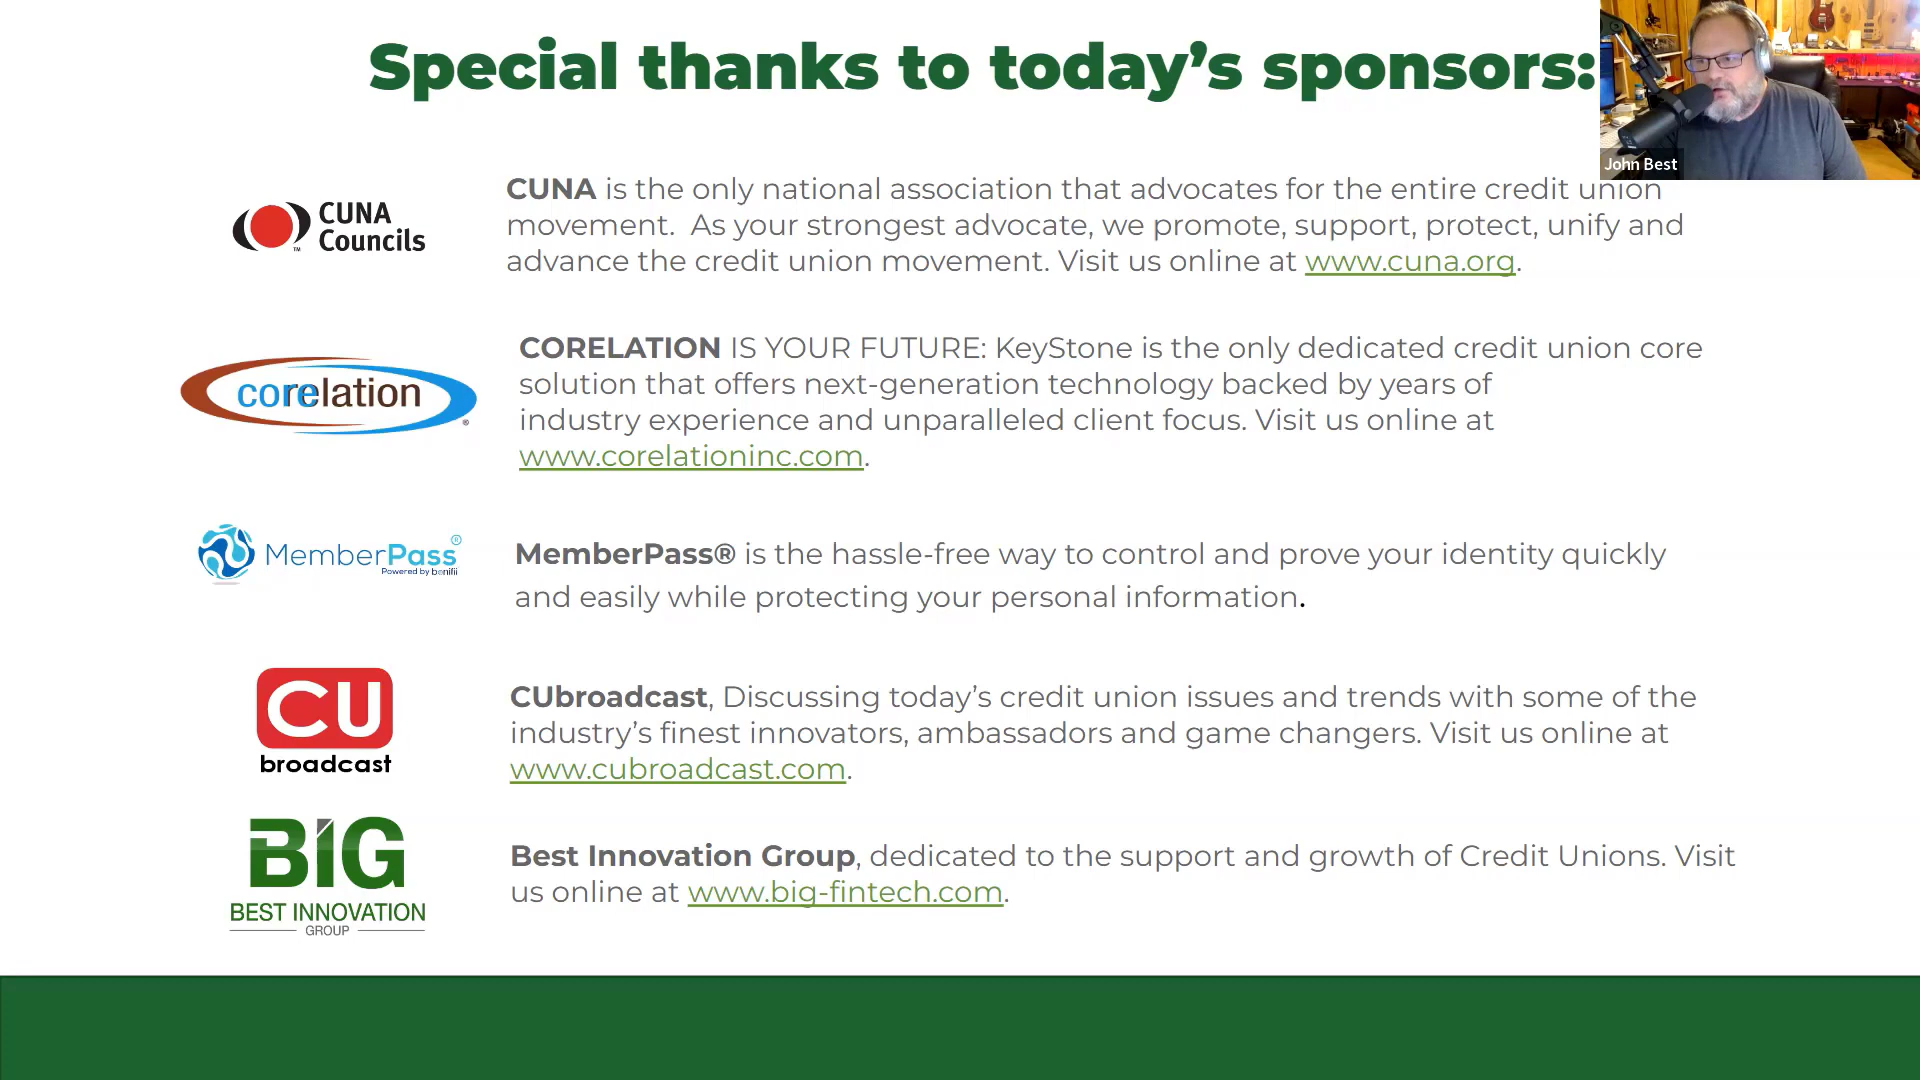 Special thanks to today’s sponsors:
John Best
CUNA
Councils
™
CUNA is the only national association that advocates for the entire credit union
movement.  As your strongest advocate, we promote, support, protect, unify and
advance the credit union movement. Visit us online at www.cuna.org.
corelation
®
CORELATION IS YOUR FUTURE: KeyStone is the only dedicated credit union core
solution that offers next-generation technology backed by years of
industry experience and unparalleled client focus. Visit us online at
www.corelationinc.com.
MemberPass®
Powered by bonifii
MemberPass® is the hassle-free way to control and prove your identity quickly
and easily while protecting your personal information.
CU
broadcast
CUbroadcast, Discussing today’s credit union issues and trends with some of the
industry’s finest innovators, ambassadors and game changers. Visit us online at
www.cubroadcast.com.
BIG
BEST INNOVATION
GROUP
Best Innovation Group, dedicated to the support and growth of Credit Unions. Visit
us online at www.big-fintech.com.